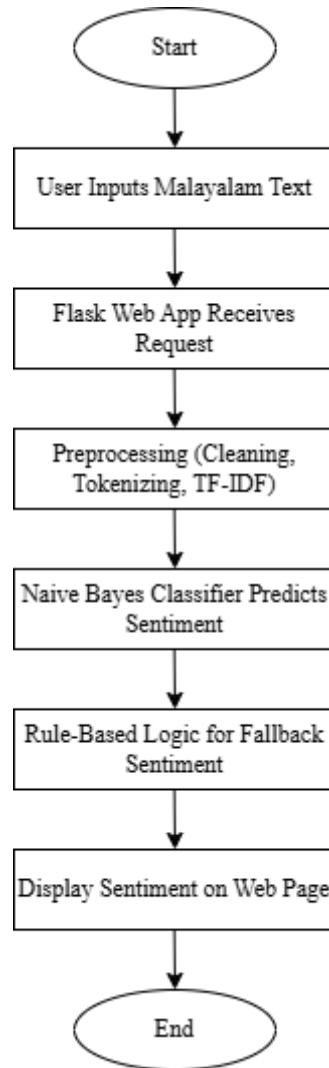 Start
User Inputs Malayalam Text
Flask Web App Receives
Request
Preprocessing (Cleaning,
Tokenizing, TF-IDF)
Naive Bayes Classifier Predicts
Sentiment
Rule-Based Logic for Fallback
Sentiment
Display Sentiment on Web Page
End